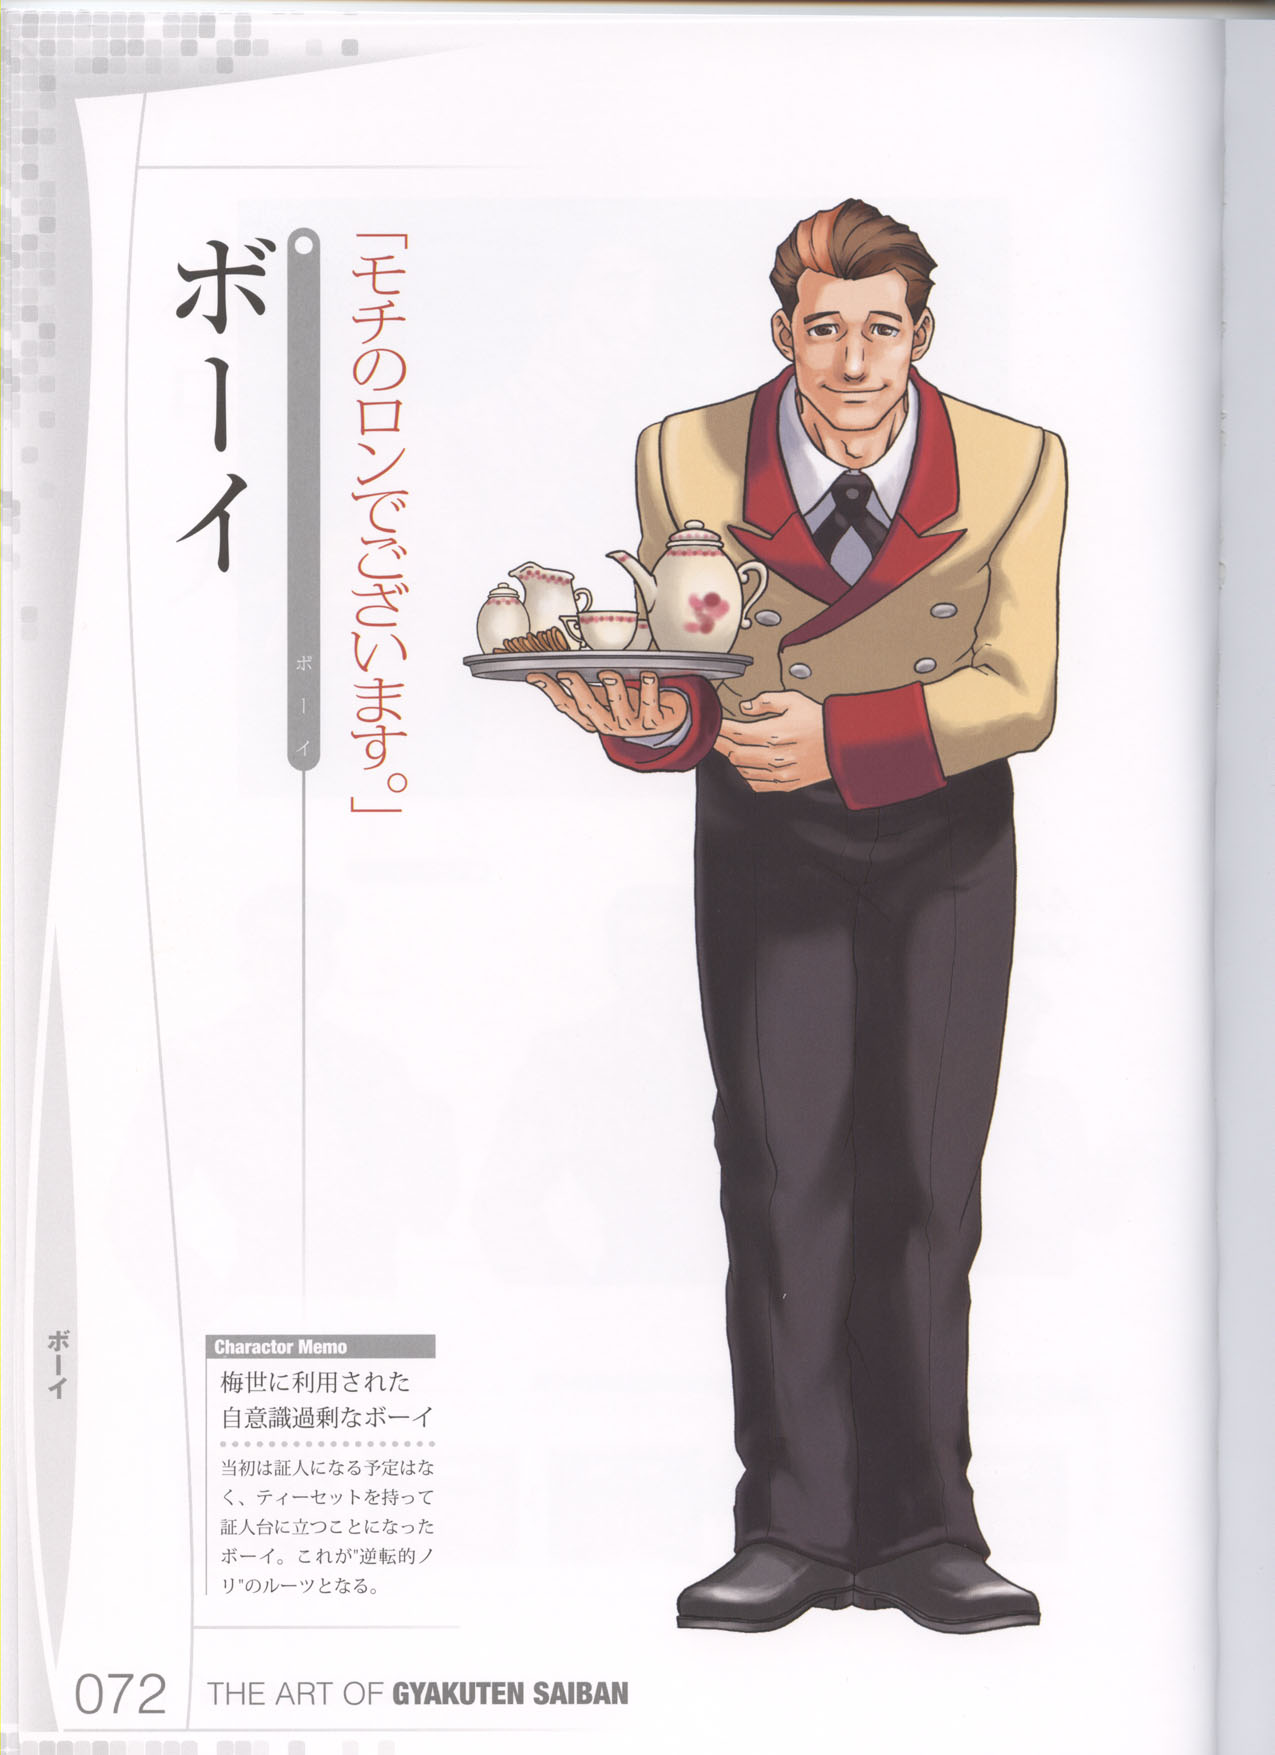 ボーイ
ボーイ
「モチのロンでございます。」
ボーイ
Charactor Memo
梅世に利用された
自意識過剰なボーイ
当初は証人になる予定はな
く、ティーセットを持って
証人台に立つことになった
ボーイ。これが"逆転的ノ
リ"のルーツとなる。
072
THE ART OF GYAKUTEN SAIBAN